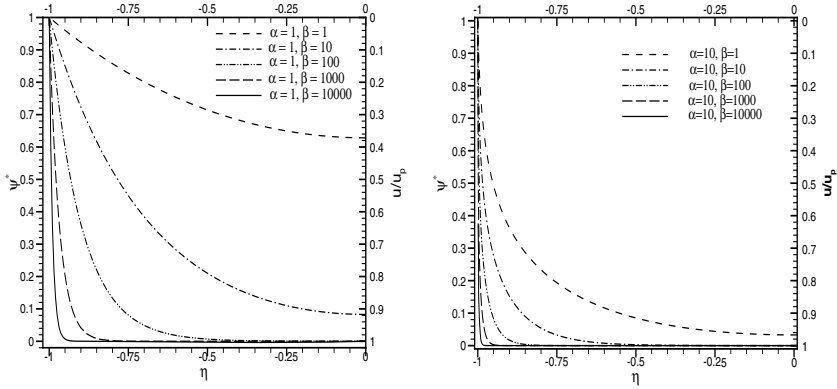 -1 -0.75 -0.5 -0.25 0
1 0
α = 1, β = 1
0.9 0.1
α = 1, β = 10
α = 1, β = 100
0.8 0.2
α = 1, β = 1000
α = 1, β = 10000
0.7 0.3
0.6 0.4
ψ* 0.5 0.5 u/up
0.4 0.6
0.3 0.7
0.2 0.8
0.1 0.9
0 1
-1 -0.75 -0.5 -0.25 0
η
-1 -0.75 -0.5 -0.25 0
1 0
α=10, β=1
0.9 0.1
α=10, β=10
α=10, β=100
0.8 0.2
α=10, β=1000
α=10, β=10000
0.7 0.3
0.6 0.4
ψ* 0.5 0.5 u/up
0.4 0.6
0.3 0.7
0.2 0.8
0.1 0.9
0 1
-1 -0.75 -0.5 -0.25 0
η